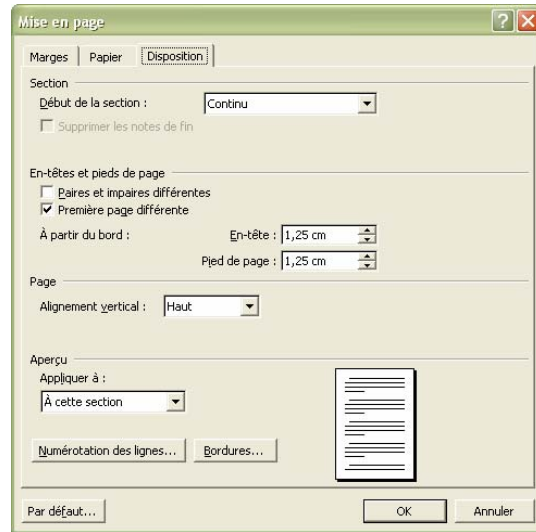 Mise en page
Marges Papier Disposition
Section
Début de la section : Continu
Supprimer les notes de fin
En-têtes et pieds de page
Paires et impaires différentes
Première page différente
À partir du bord : En-tête : 1,25 cm
Pied de page : 1,25 cm
Page
Alignement vertical : Haut
Aperçu
Appliquer à :
À cette section
Numérotation des lignes... Bordures...
Par défaut... OK Annuler